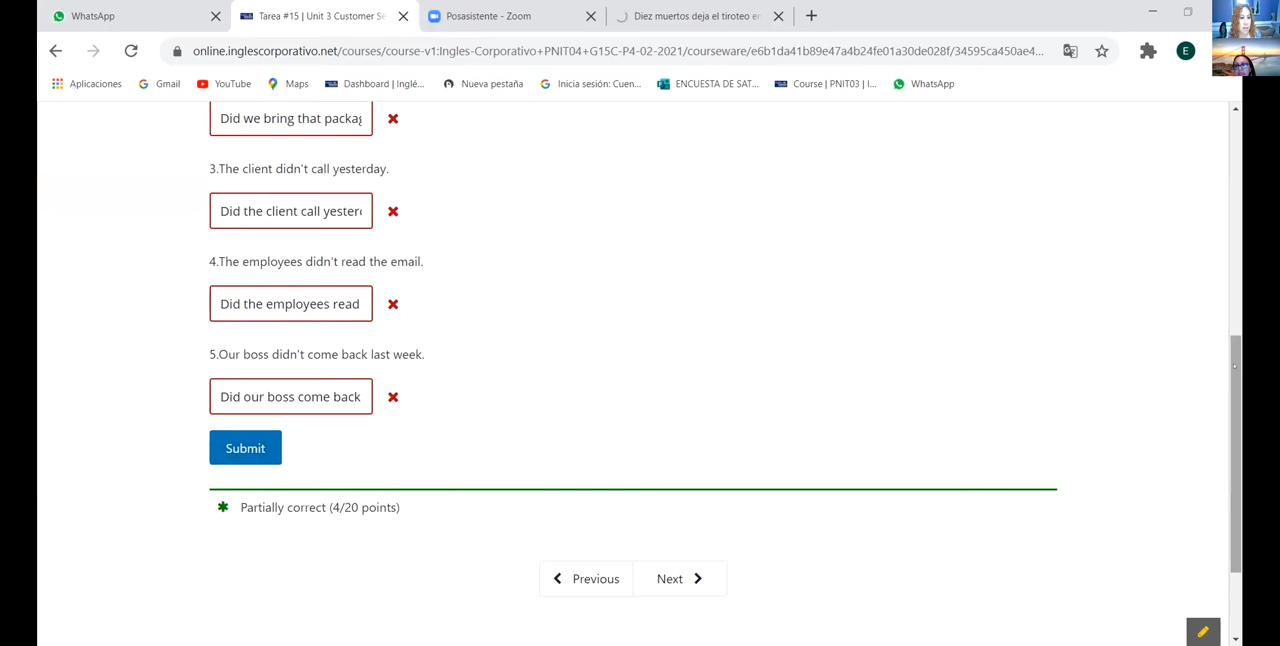 WhatsApp
Tarea #15 | Unit 3 Customer Se
Posasistente - Zoom
Diez muertos deja el tiroteo en
online.inglescorporativo.net/courses/course-v1:Ingles-Corporativo+PNIT04+G15C-P4-02-2021/courseware/e6b1da41b89e47a4b24fe01a30de028f/34595ca450ae4...
E
Aplicaciones
Gmail
YouTube
Maps
Dashboard | Inglé...
Nueva pestaña
Inicia sesión: Cuen...
ENCUESTA DE SAT...
Course | PNIT03 | I...
WhatsApp
Did we bring that packag
3.The client didn't call yesterday.
Did the client call yester
4.The employees didn't read the email.
Did the employees read
5.Our boss didn't come back last week.
Did our boss come back
Submit
Partially correct (4/20 points)
Previous
Next